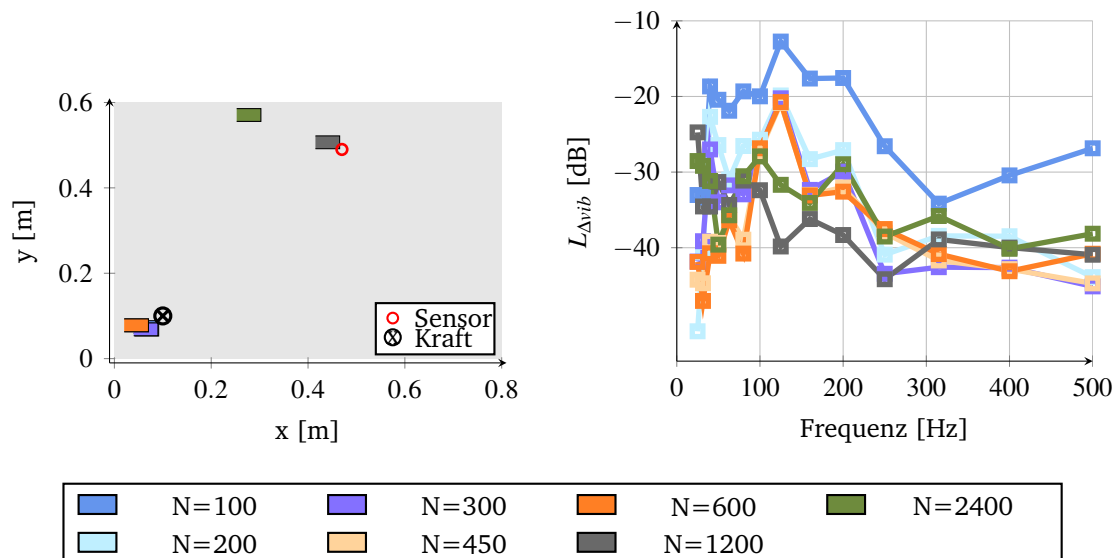 0.6
0.4
0.2
0
0
0.2
0.4
0.6
0.8
y [m]
x [m]
Sensor
Kraft
−10
−20
−30
−40
0
100
200
300
400
500
L_Δvib [dB]
Frequenz [Hz]
N=100
N=300
N=600
N=2400
N=200
N=450
N=1200